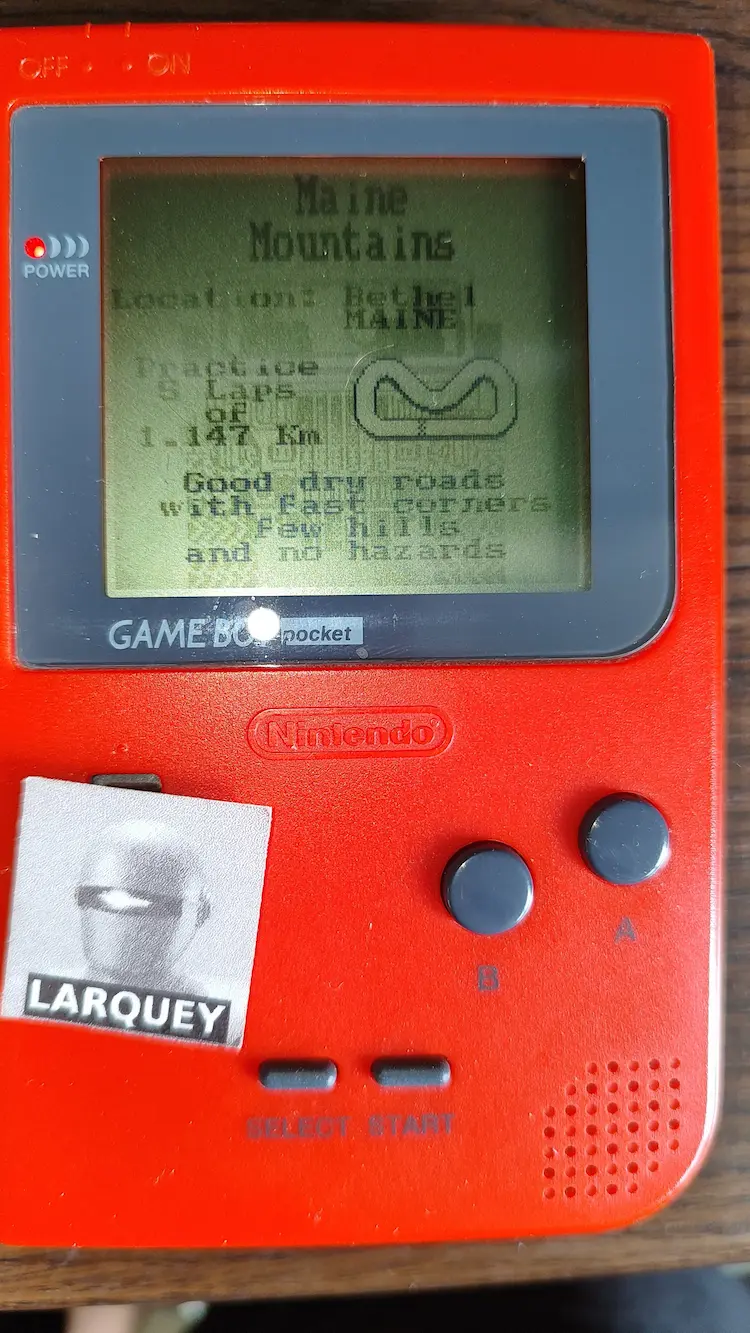 OFF ON
Maine
Mountains
Location: Bethel
MAINE
Practice
5 Laps
of
1.147 Km
Good dry roads
with fast corners
few hills
and no hazards
POWER
GAME BOY pocket
Nintendo
LARQUEY
A
B
SELECT START